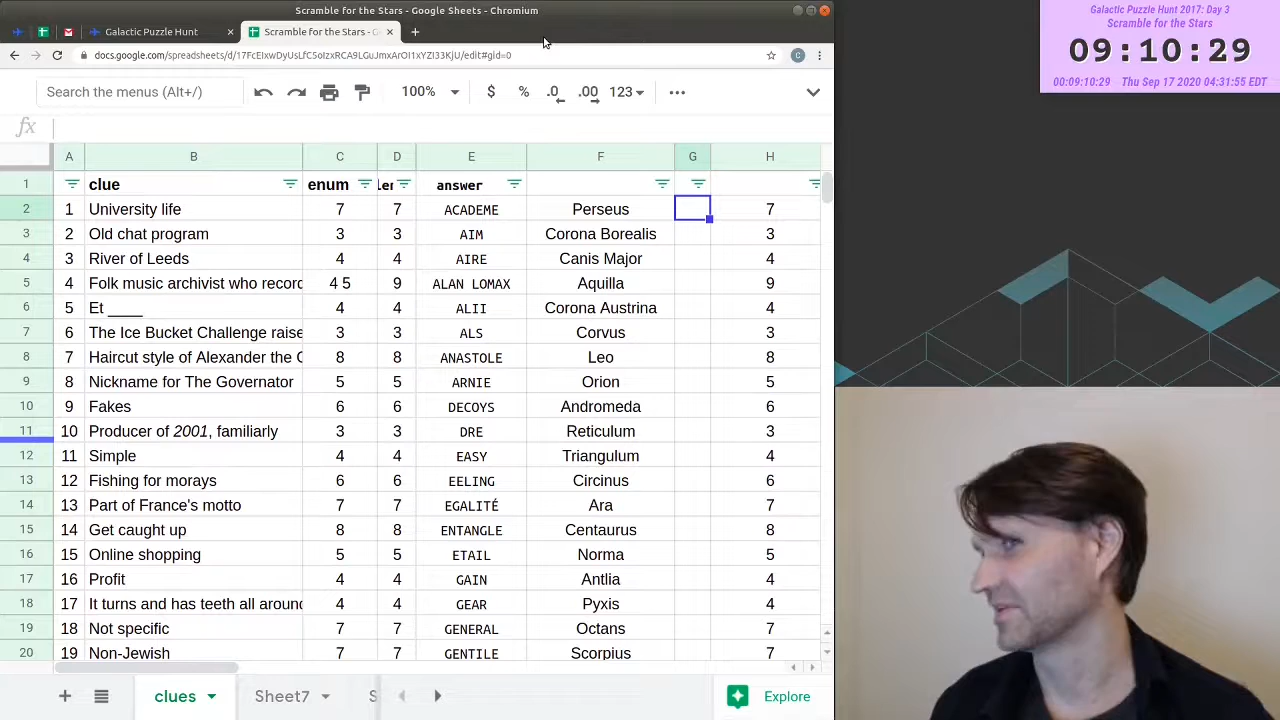 Scramble for the Stars - Google Sheets - Chromium
Galactic Puzzle Hunt × Scramble for the Stars - G × +
docs.google.com/spreadsheets/d/17FcEIxwDyUsLfC5oIzxRCA9LGuJmxArOI1xYZI33KjU/edit#gid=0
Search the menus (Alt+/) 100% $ % .0 .00 123
fx
A B C D E F G H
1 clue enum len answer
2 1 University life 7 7 ACADEME Perseus 7
3 2 Old chat program 3 3 AIM Corona Borealis 3
4 3 River of Leeds 4 4 AIRE Canis Major 4
5 4 Folk music archivist who record 4 5 9 ALAN LOMAX Aquilla 9
6 5 Et ____ 4 4 ALII Corona Austrina 4
7 6 The Ice Bucket Challenge raise 3 3 ALS Corvus 3
8 7 Haircut style of Alexander the G 8 8 ANASTOLE Leo 8
9 8 Nickname for The Governator 5 5 ARNIE Orion 5
10 9 Fakes 6 6 DECOYS Andromeda 6
11 10 Producer of 2001, familiarly 3 3 DRE Reticulum 3
12 11 Simple 4 4 EASY Triangulum 4
13 12 Fishing for morays 6 6 EELING Circinus 6
14 13 Part of France's motto 7 7 EGALITÉ Ara 7
15 14 Get caught up 8 8 ENTANGLE Centaurus 8
16 15 Online shopping 5 5 ETAIL Norma 5
17 16 Profit 4 4 GAIN Antlia 4
18 17 It turns and has teeth all around 4 4 GEAR Pyxis 4
19 18 Not specific 7 7 GENERAL Octans 7
20 19 Non-Jewish 7 7 GENTILE Scorpius 7
+ clues Sheet7 S Explore
Galactic Puzzle Hunt 2017: Day 3
Scramble for the Stars
09:10:29
00:09:10:29 Thu Sep 17 2020 04:31:55 EDT